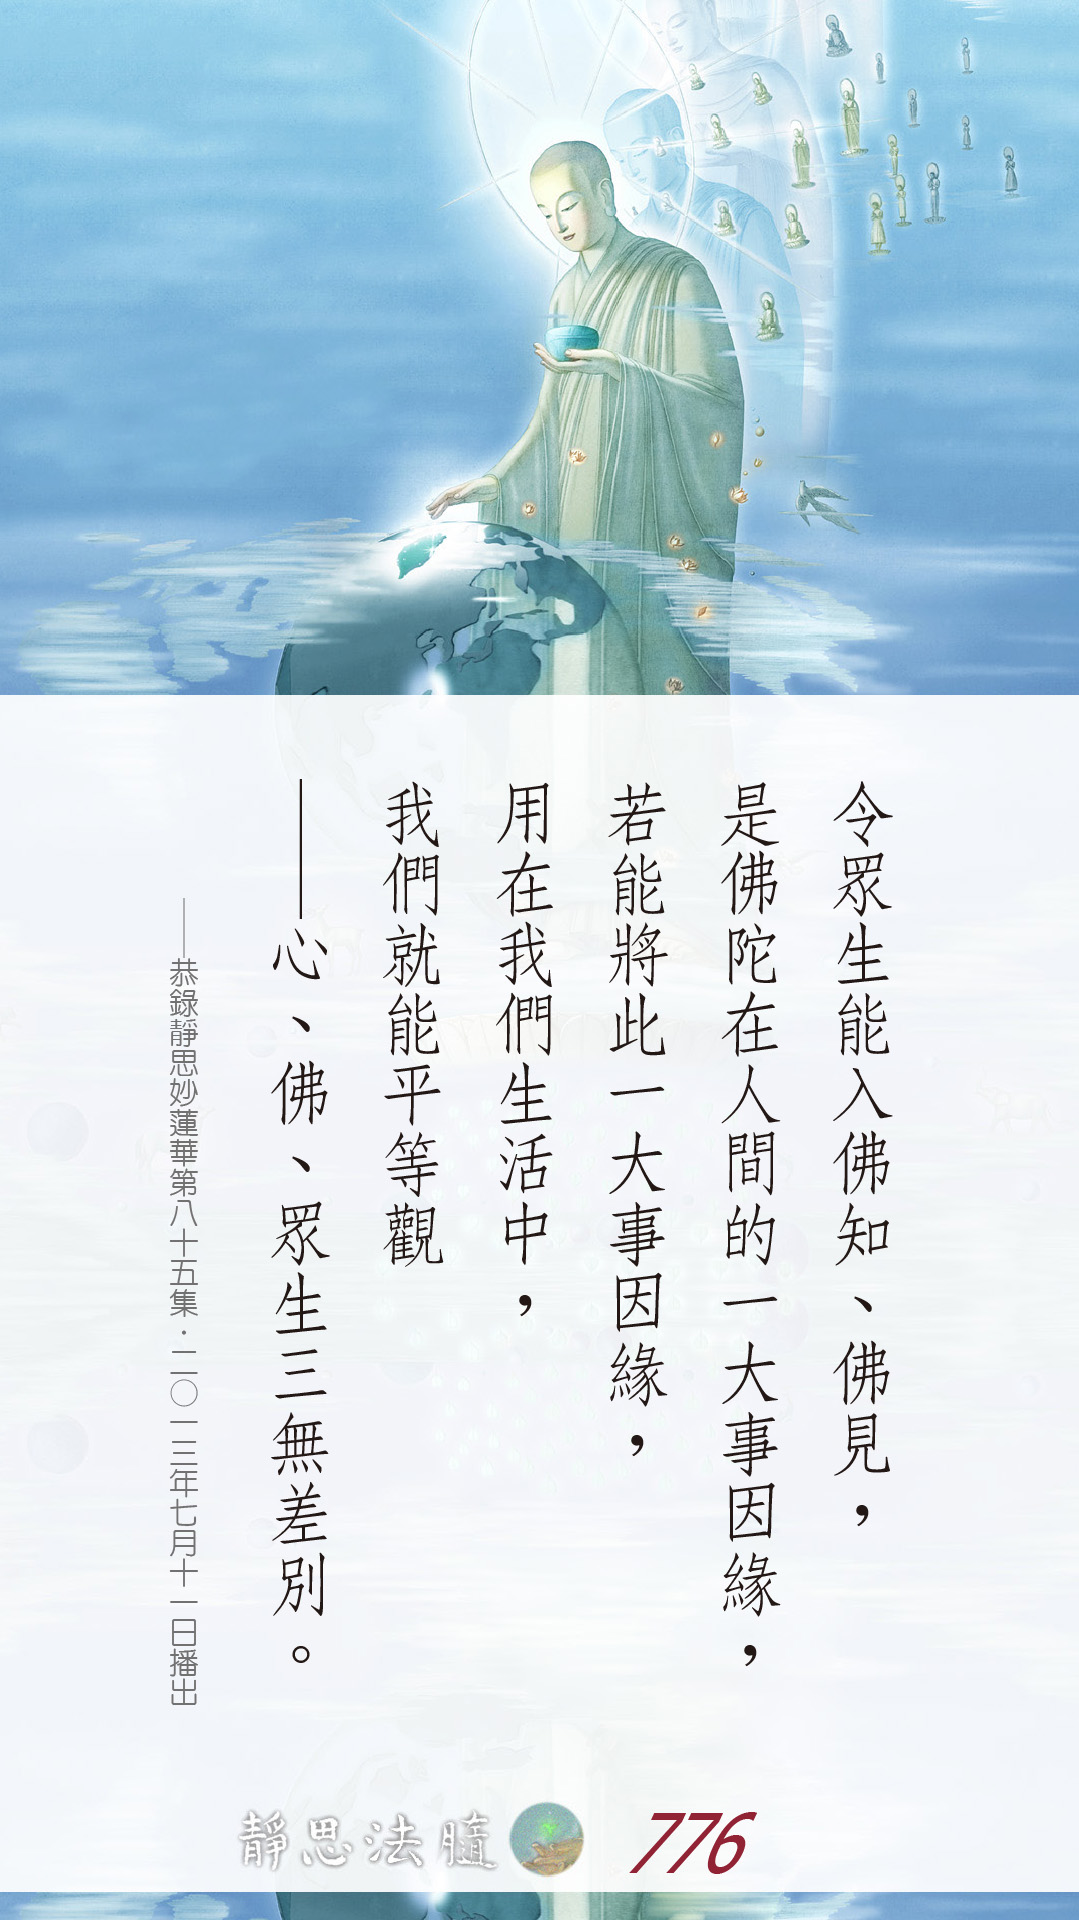 令眾生能入佛知、佛見，
是佛陀在人間的一大事因緣，
若能將此一大事因緣，
用在我們生活中，
我們就能平等觀
——心、佛、眾生三無差別。
——恭錄靜思妙蓮華第八十五集．二〇一三年七月十一日播出
靜思法髓
776